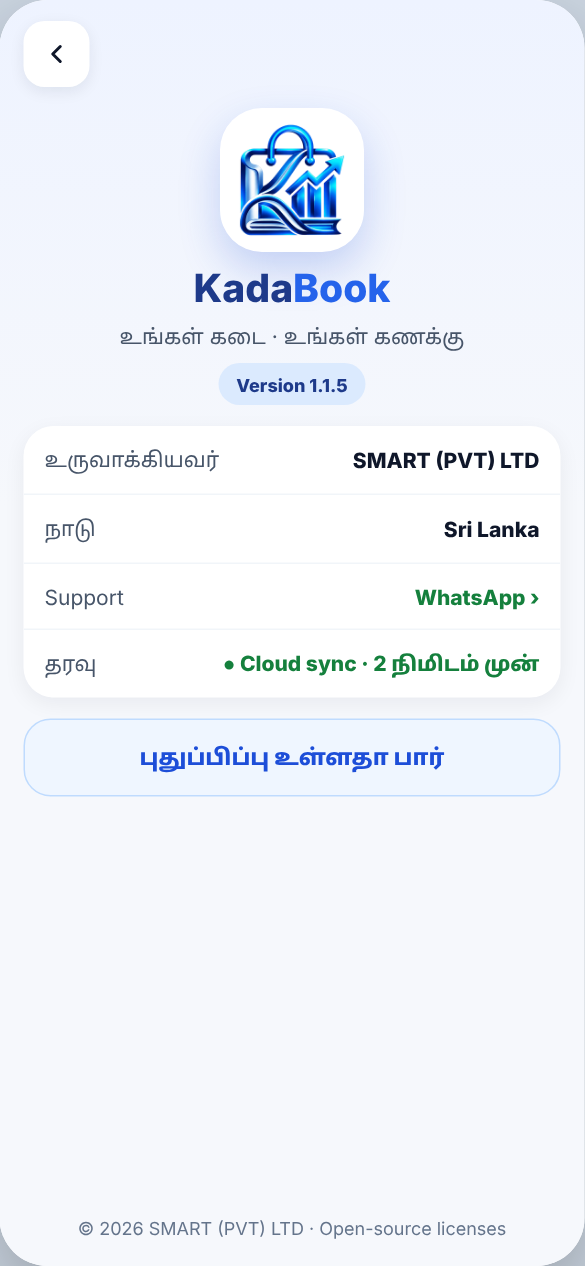 KadaBook
உங்கள் கடை · உங்கள் கணக்கு
Version 1.1.5
உருவாக்கியவர் SMART (PVT) LTD
நாடு Sri Lanka
Support WhatsApp ›
தரவு ● Cloud sync · 2 நிமிடம் முன்
புதுப்பிப்பு உள்ளதா பார்
© 2026 SMART (PVT) LTD · Open-source licenses